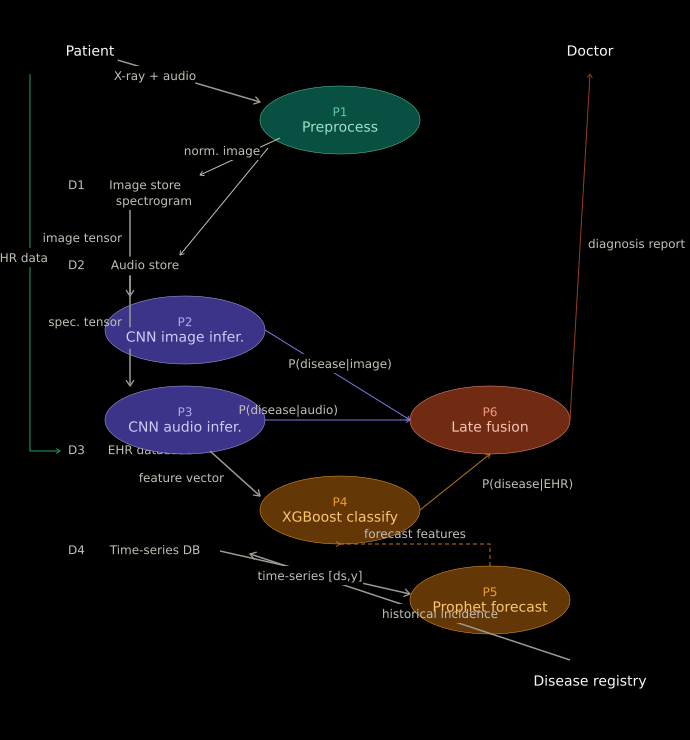 Patient
Doctor
X-ray + audio
P1
Preprocess
norm. image
D1 Image store
spectrogram
image tensor
diagnosis report
HR data
D2 Audio store
spec. tensor
P2
CNN image infer.
P(disease|image)
P(disease|audio)
P3
CNN audio infer.
P6
Late fusion
D3 EHR
feature vector
P(disease|EHR)
P4
XGBoost classify
forecast features
D4 Time-series DB
time-series [ds,y]
P5
Prophet forecast
historical incidence
Disease registry